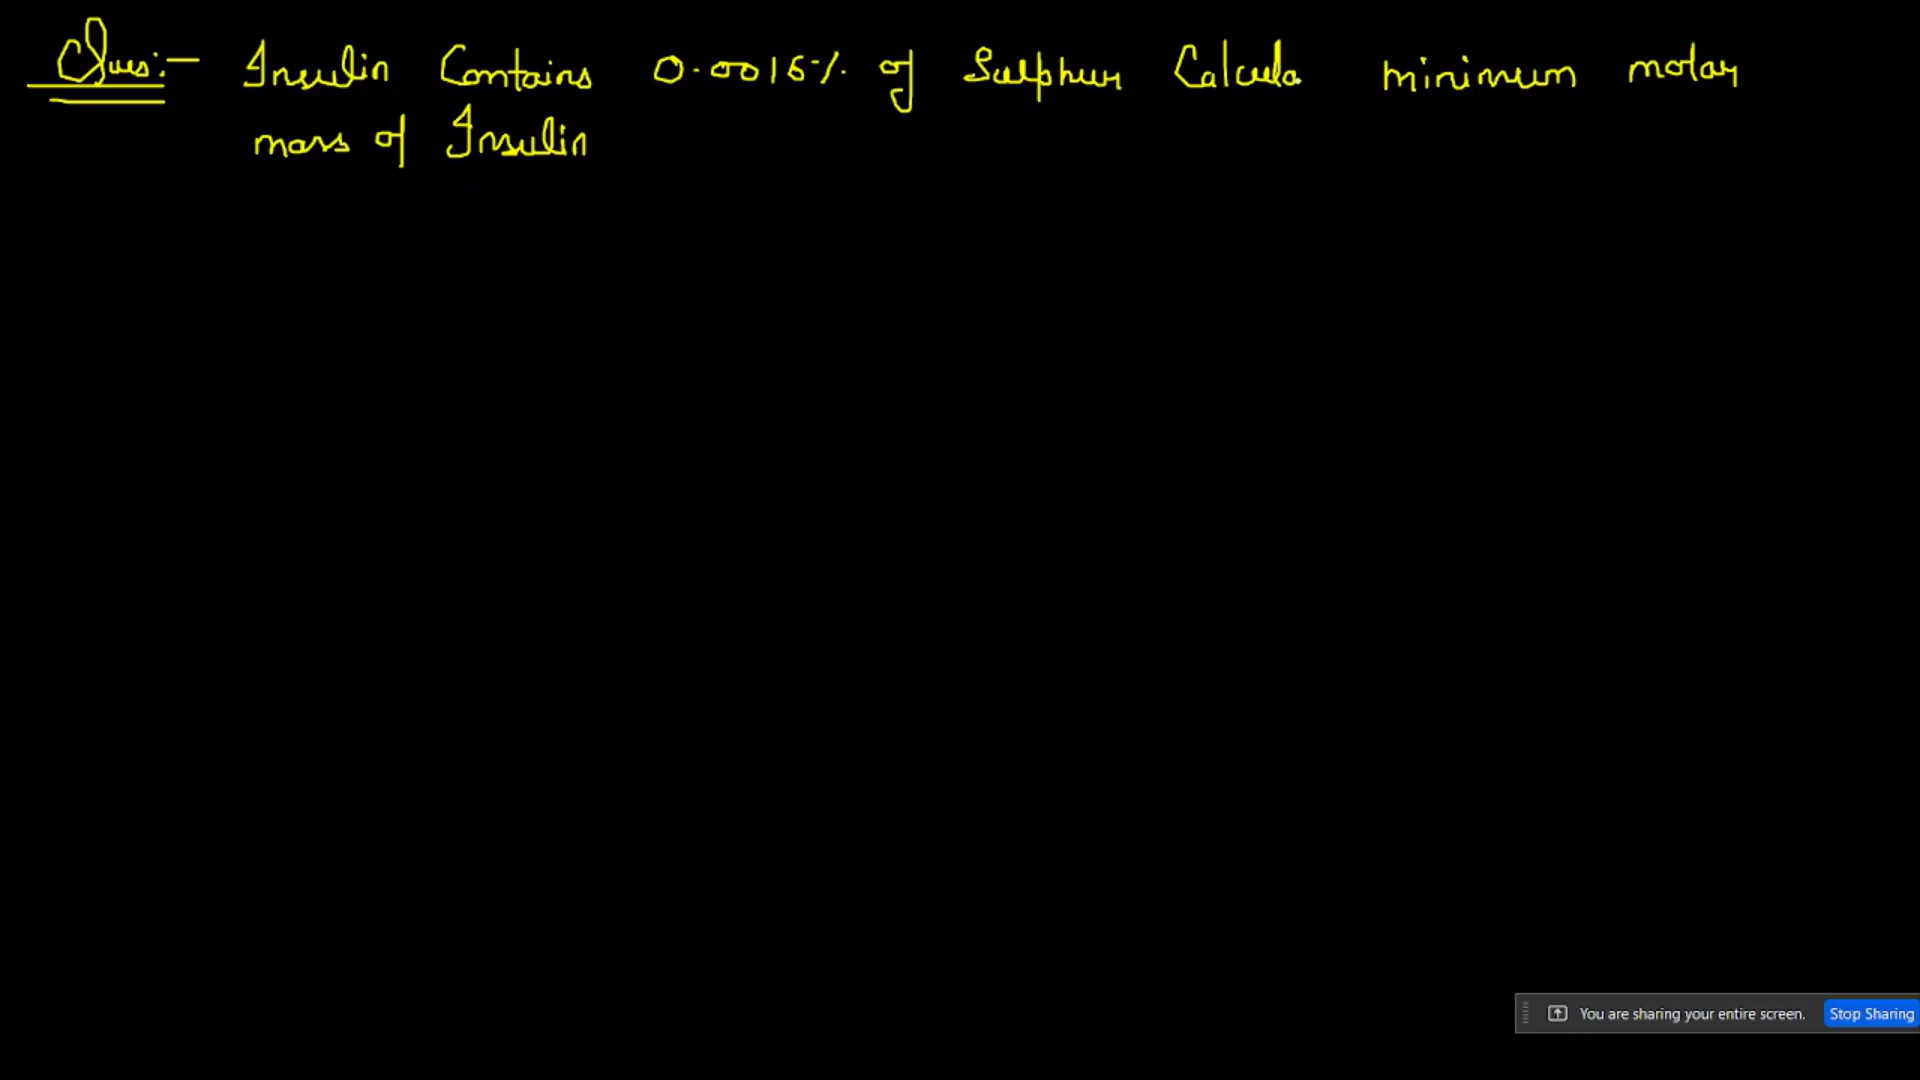 Ques:- Insulin Contains 0.0016% of Sulphur Calcula minimum molar
mass of Insulin
You are sharing your entire screen. Stop Sharing